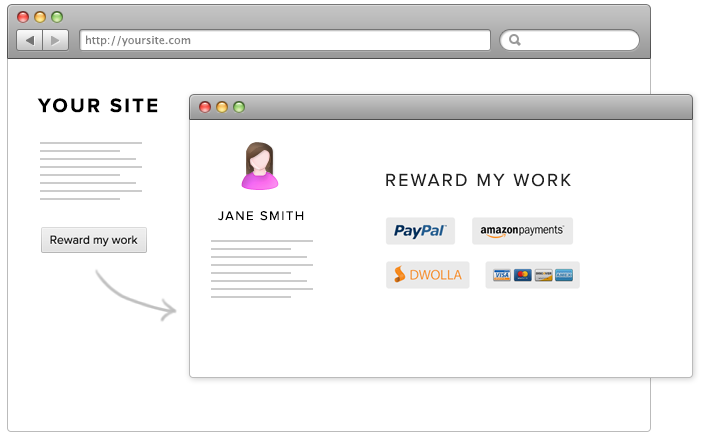 http://yoursite.com
YOUR SITE
Reward my work
JANE SMITH
REWARD MY WORK
PayPal
amazonpayments
DWOLLA
VISA